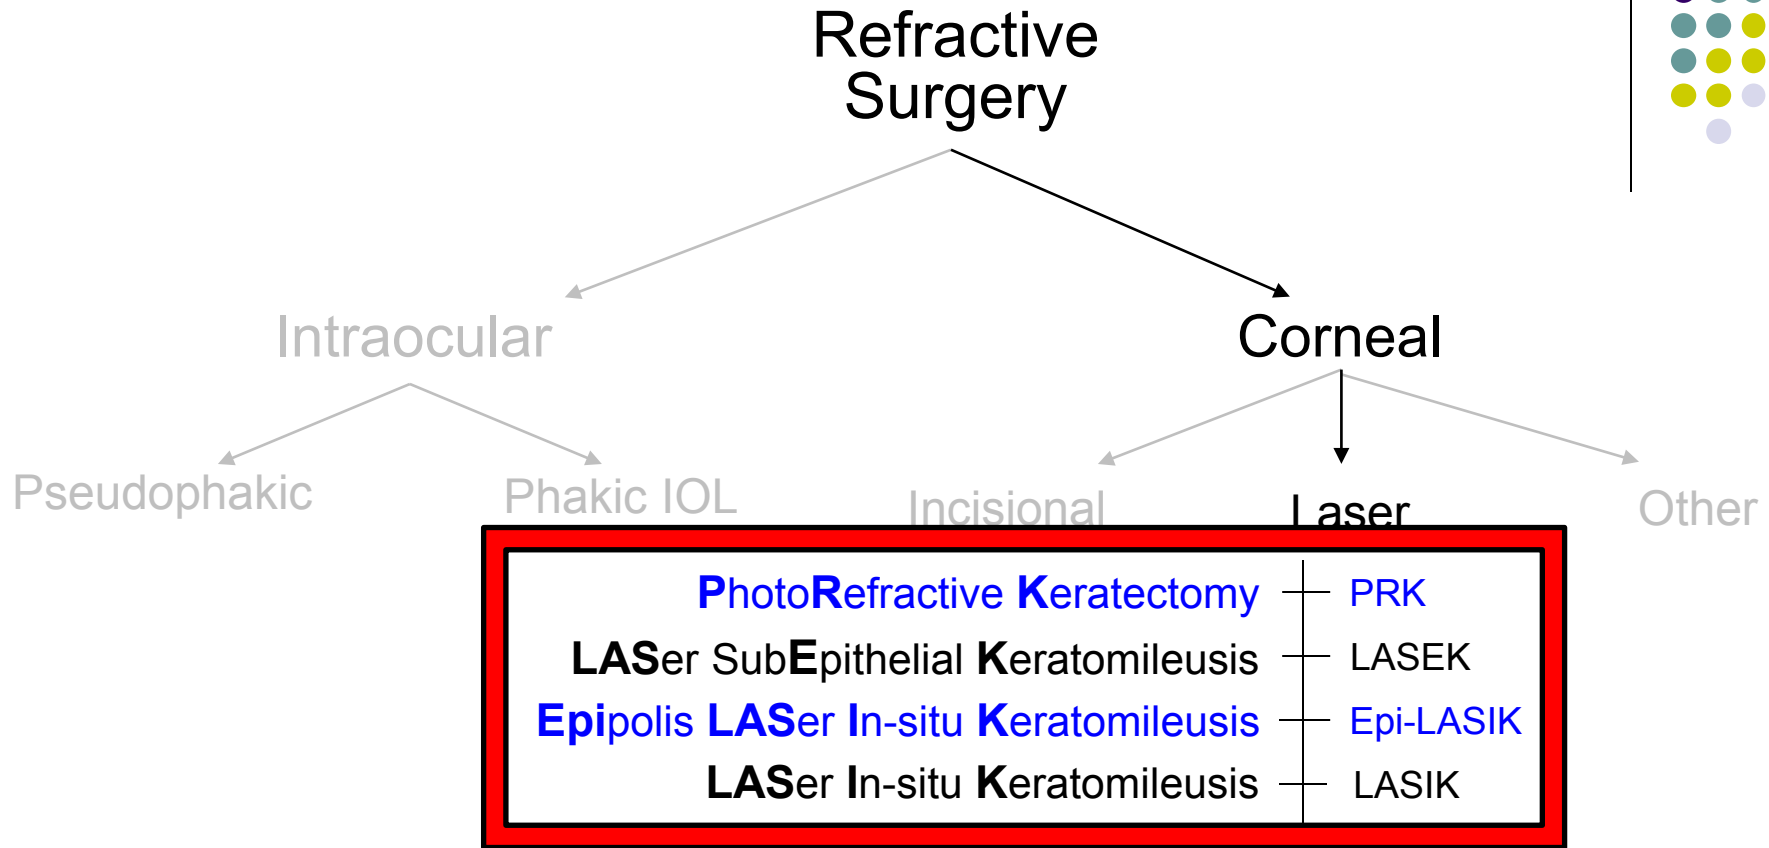 Refractive
Surgery
Intraocular
Corneal
Pseudophakic
Phakic IOL
Incisional
Laser
Other
PhotoRefractive Keratectomy PRK
LASer SubEpithelial Keratomileusis LASEK
Epipolis LASer In-situ Keratomileusis Epi-LASIK
LASer In-situ Keratomileusis LASIK